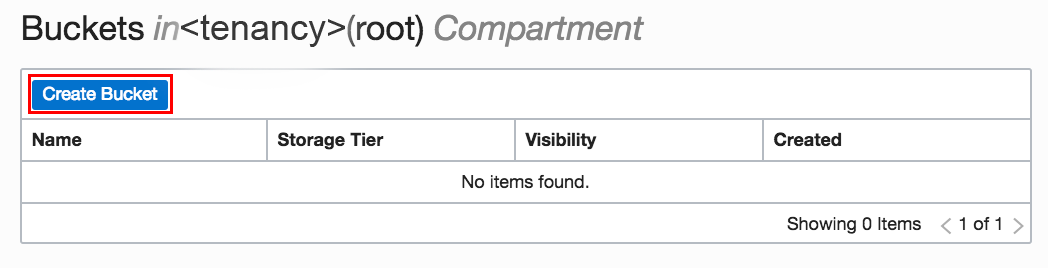 Buckets in<tenancy>(root) Compartment
Create Bucket
Name Storage Tier Visibility Created
No items found.
Showing 0 Items < 1 of 1 >